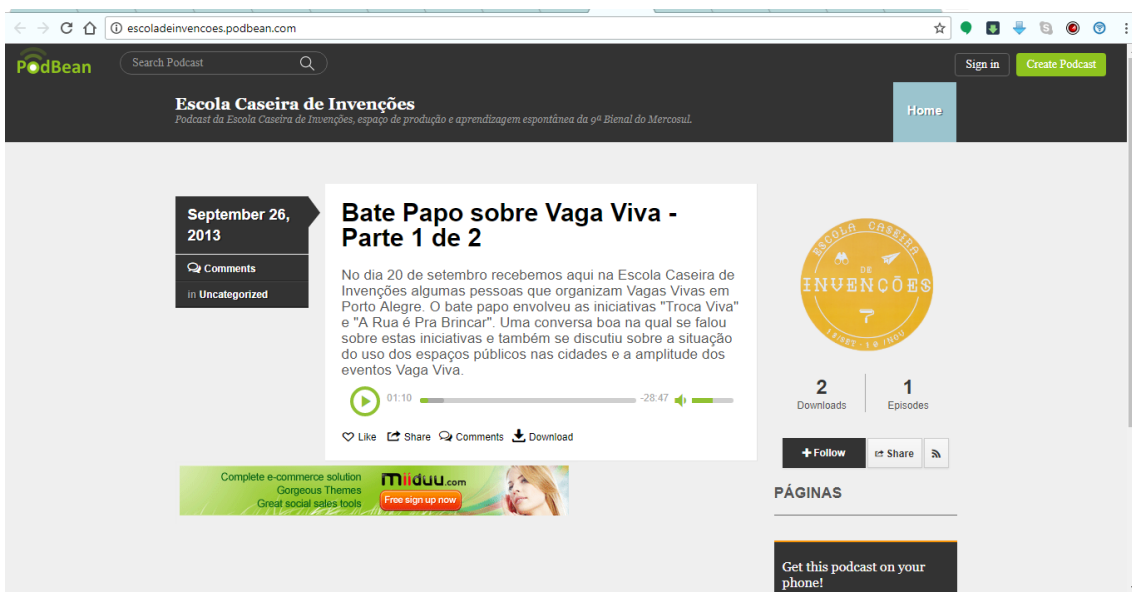 escoladeinvencoes.podbean.com
PodBean
Search Podcast
Sign in
Create Podcast
Escola Caseira de Invenções
Podcast da Escola Caseira de Invenções, espaço de produção e aprendizagem espontânea da 9ª Bienal do Mercosul.
Home
September 26,
2013
Comments
in Uncategorized
Bate Papo sobre Vaga Viva -
Parte 1 de 2
No dia 20 de setembro recebemos aqui na Escola Caseira de
Invenções algumas pessoas que organizam Vagas Vivas em
Porto Alegre. O bate papo envolveu as iniciativas "Troca Viva"
e "A Rua é Pra Brincar". Uma conversa boa na qual se falou
sobre estas iniciativas e também se discutiu sobre a situação
do uso dos espaços públicos nas cidades e a amplitude dos
eventos Vaga Viva.
01:10
-28:47
Like Share Comments Download
Complete e-commerce solution
Gorgeous Themes
Great social sales tools
miiduu.com
Free sign up now
ESCOLA CASEIRA
DE
INVENÇÕES
2
Downloads
1
Episodes
+ Follow
Share
PÁGINAS
Get this podcast on your
phone!